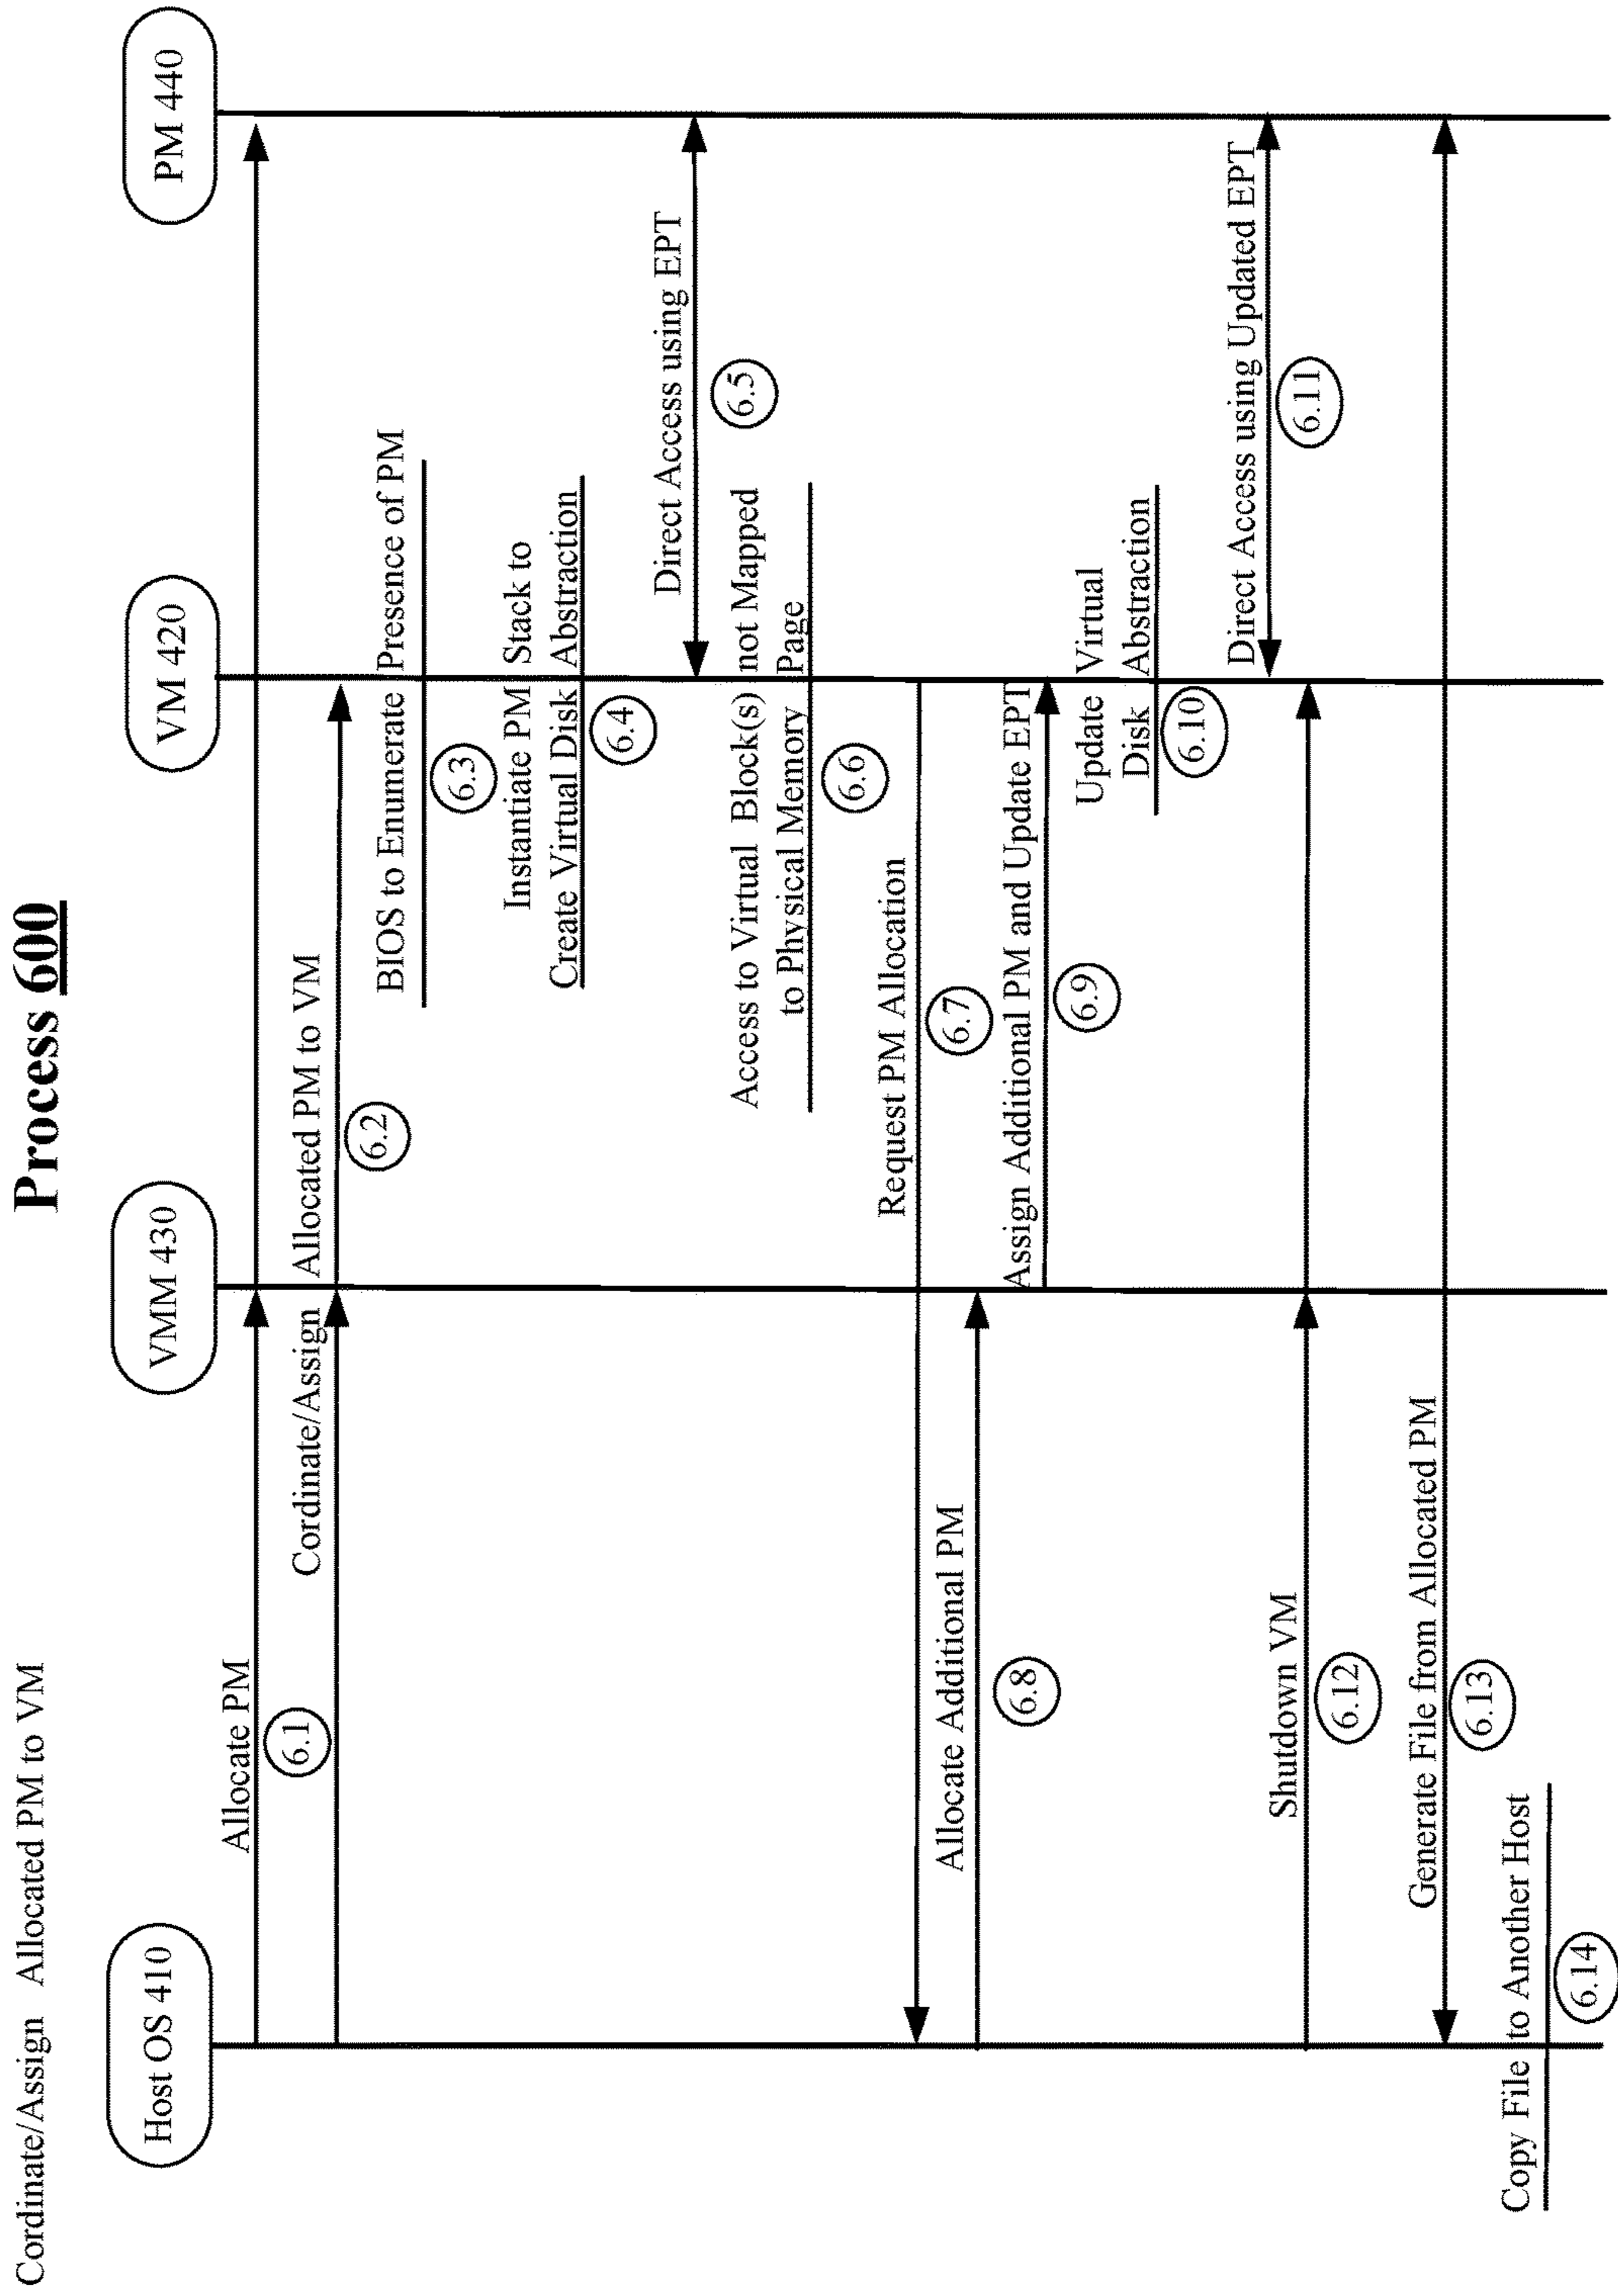 Cordinate/Assign Allocated PM to VM
Process 600
Host OS 410
VMM 430
VM 420
PM 440
Allocate PM
6.1
Cordinate/Assign Allocated PM to VM
6.2
BIOS to Enumerate Presence of PM
6.3
Instantiate PM Stack to
Create Virtual Disk Abstraction
6.4
Direct Access using EPT
6.5
Access to Virtual Block(s) not Mapped
to Physical Memory Page
6.6
Request PM Allocation
6.7
Allocate Additional PM
6.8
Assign Additional PM and Update EPT
6.9
Update Virtual
Disk Abstraction
6.10
Direct Access using Updated EPT
6.11
Shutdown VM
6.12
Generate File from Allocated PM
6.13
Copy File to Another Host
6.14